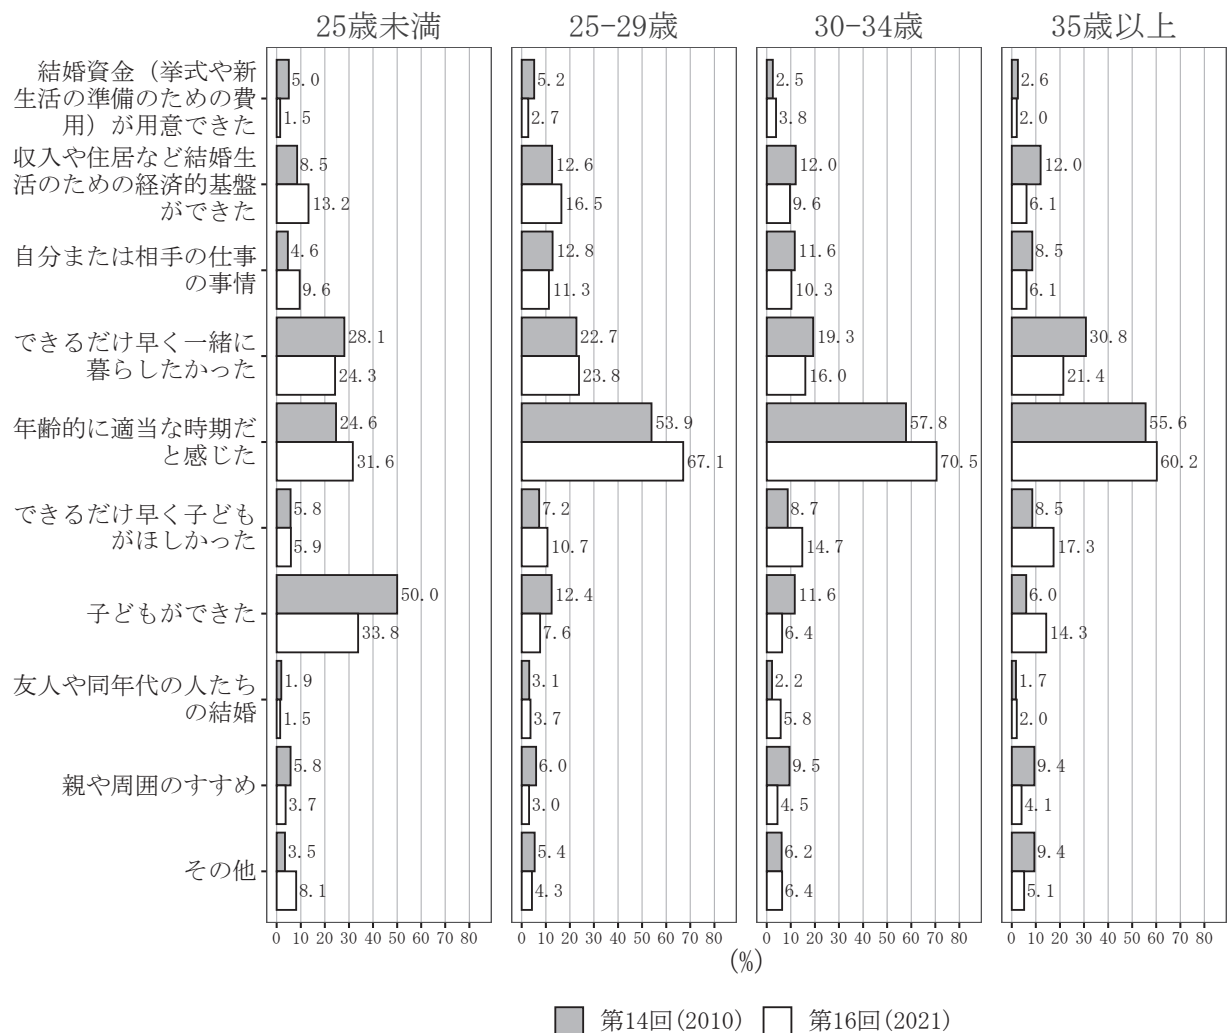 25歳未満
25-29歳
30-34歳
35歳以上
結婚資金（挙式や新
生活の準備のための費
用）が用意できた
5.0
1.5
5.2
2.7
2.5
3.8
2.6
2.0
収入や住居など結婚生
活のための経済的基盤
ができた
8.5
13.2
12.6
16.5
12.0
9.6
12.0
6.1
自分または相手の仕事
の事情
4.6
9.6
12.8
11.3
11.6
10.3
8.5
6.1
できるだけ早く一緒に
暮らしたかった
28.1
24.3
22.7
23.8
19.3
16.0
30.8
21.4
年齢的に適当な時期だ
と感じた
24.6
31.6
53.9
67.1
57.8
70.5
55.6
60.2
できるだけ早く子ども
がほしかった
5.8
5.9
7.2
10.7
8.7
14.7
8.5
17.3
子どもができた
50.0
33.8
12.4
7.6
11.6
6.4
6.0
14.3
友人や同年代の人たち
の結婚
1.9
1.5
3.1
3.7
2.2
5.8
1.7
2.0
親や周囲のすすめ
5.8
3.7
6.0
3.0
9.5
4.5
9.4
4.1
その他
3.5
8.1
5.4
4.3
6.2
6.4
9.4
5.1
0 10 20 30 40 50 60 70 80
0 10 20 30 40 50 60 70 80
0 10 20 30 40 50 60 70 80
0 10 20 30 40 50 60 70 80
(%)
第14回(2010) 第16回(2021)